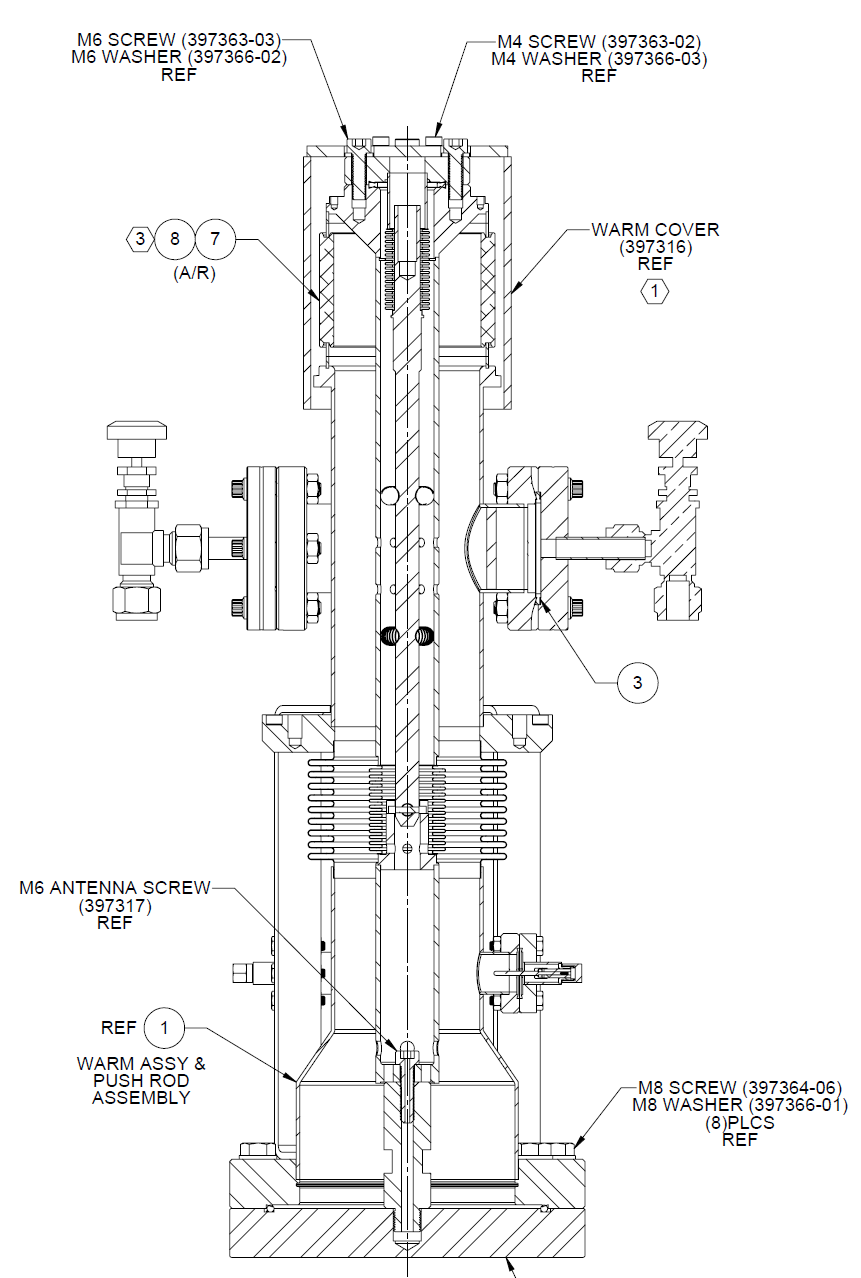 M6 SCREW (397363-03)
M6 WASHER (397366-02)
REF
M4 SCREW (397363-02)
M4 WASHER (397366-03)
REF
3 8 7
(A/R)
WARM COVER
(397316)
REF
1
3
M6 ANTENNA SCREW
(397317)
REF
REF 1
WARM ASSY &
PUSH ROD
ASSEMBLY
M8 SCREW (397364-06)
M8 WASHER (397366-01)
(8)PLCS
REF